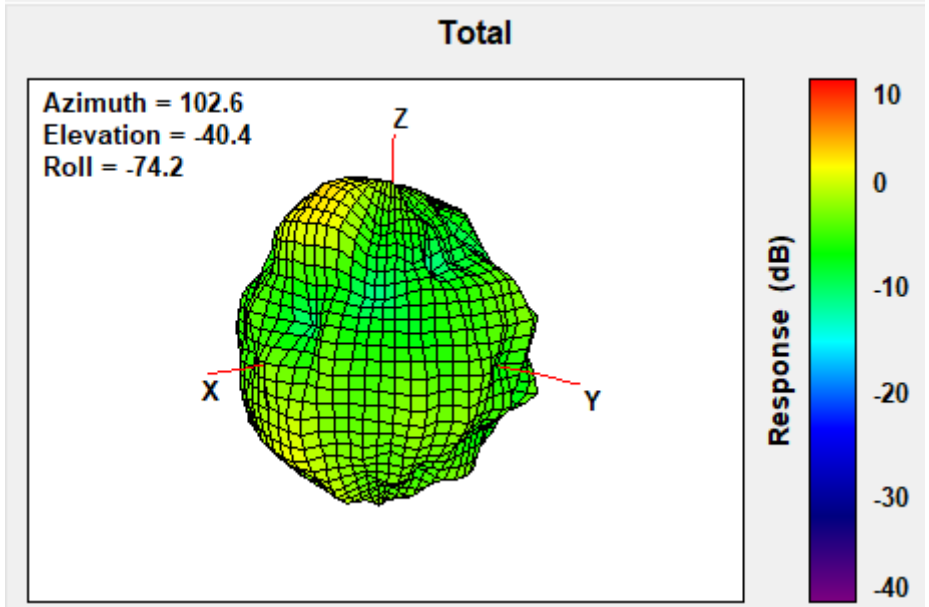 Total
Azimuth = 102.6
Elevation = -40.4
Roll = -74.2
Z
X
Y
Response (dB)
10
0
-10
-20
-30
-40